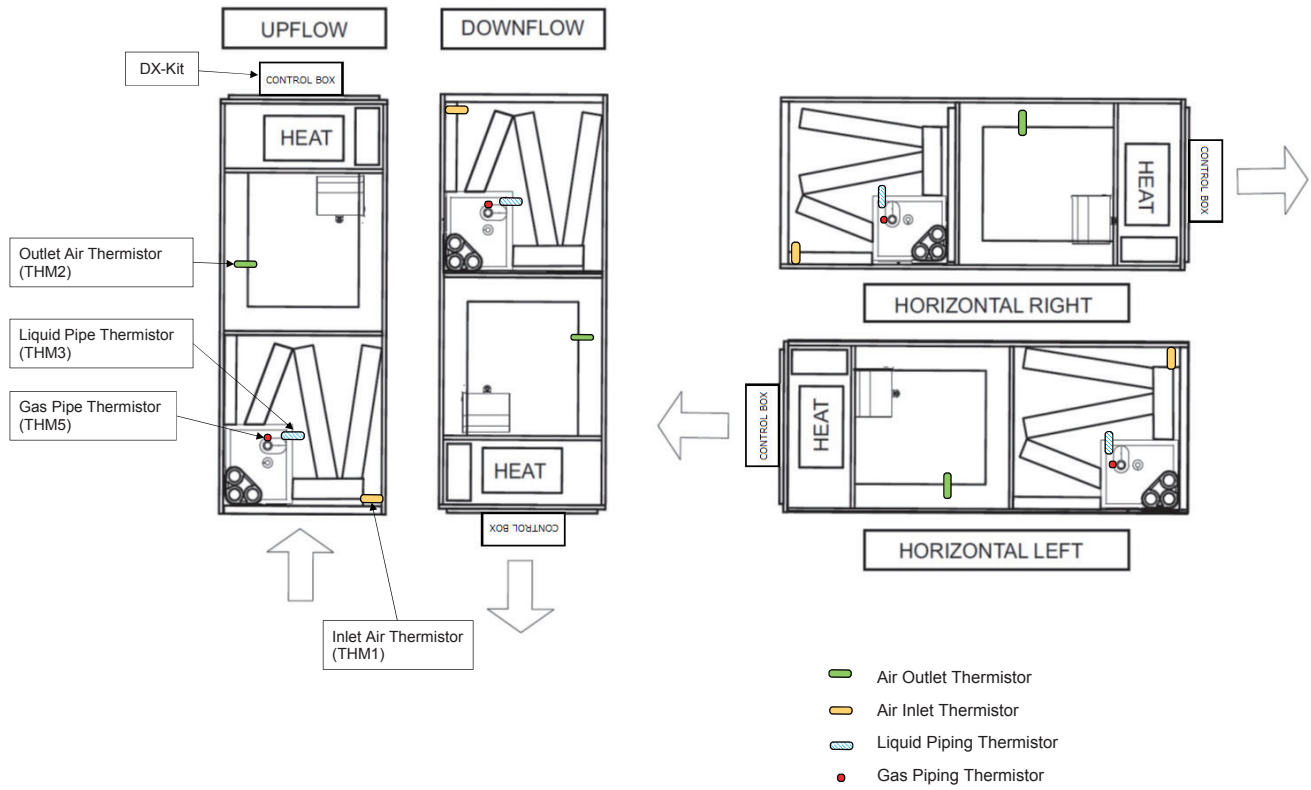 UPFLOW
DOWNFLOW
DX-Kit
CONTROL BOX
HEAT
Outlet Air Thermistor
(THM2)
Liquid Pipe Thermistor
(THM3)
Gas Pipe Thermistor
(THM5)
Inlet Air Thermistor
(THM1)
HEAT
CONTROL BOX
HEAT
CONTROL BOX
HORIZONTAL RIGHT
CONTROL BOX
HEAT
HORIZONTAL LEFT
Air Outlet Thermistor
Air Inlet Thermistor
Liquid Piping Thermistor
Gas Piping Thermistor